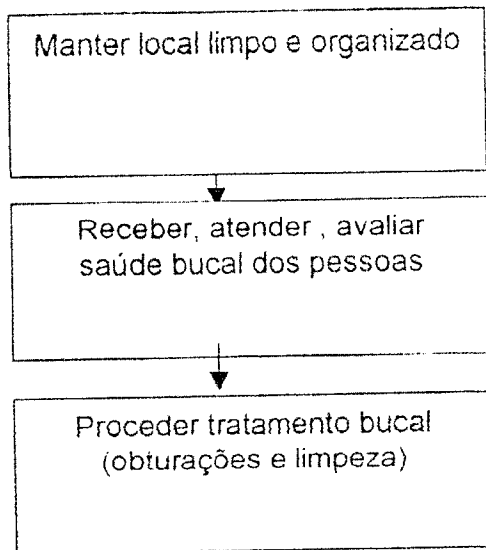 Manter local limpo e organizado
Receber, atender , avaliar
saúde bucal dos pessoas
Proceder tratamento bucal
(obturações e limpeza)